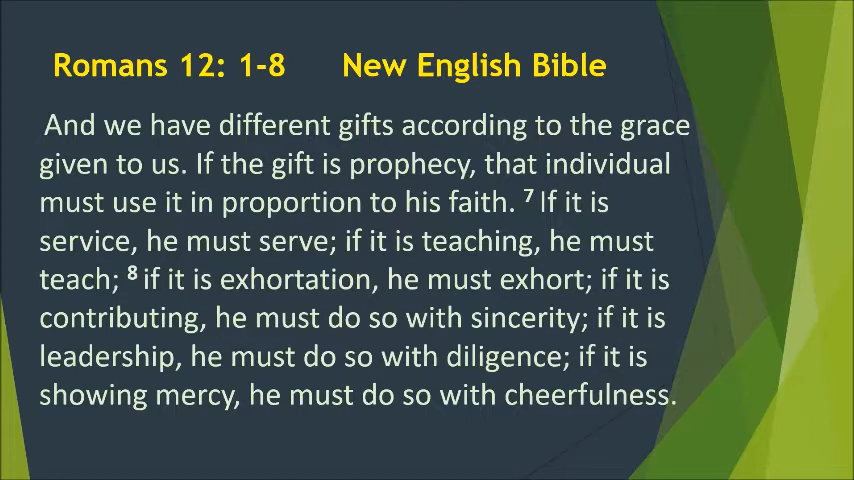 Romans 12: 1-8 New English Bible
And we have different gifts according to the grace
given to us. If the gift is prophecy, that individual
must use it in proportion to his faith. 7 If it is
service, he must serve; if it is teaching, he must
teach; 8 if it is exhortation, he must exhort; if it is
contributing, he must do so with sincerity; if it is
leadership, he must do so with diligence; if it is
showing mercy, he must do so with cheerfulness.